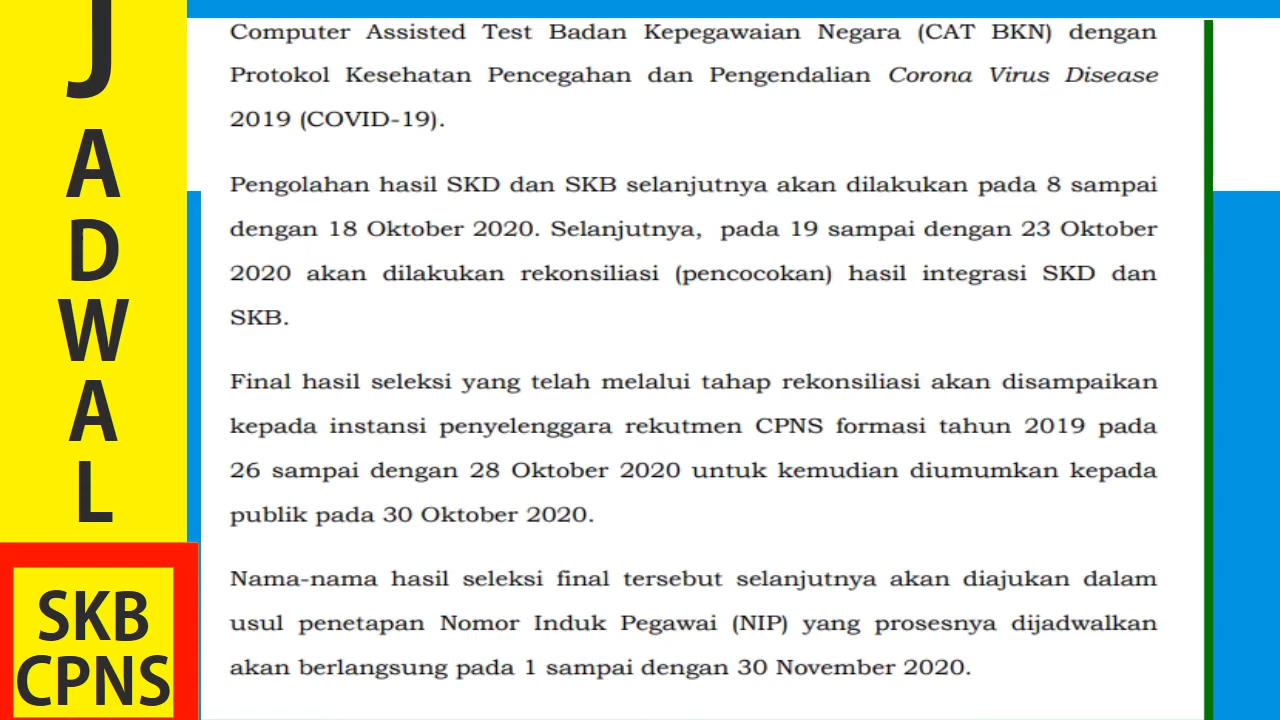 J
A
D
W
A
L
SKB
CPNS
Computer Assisted Test Badan Kepegawaian Negara (CAT BKN) dengan
Protokol Kesehatan Pencegahan dan Pengendalian Corona Virus Disease
2019 (COVID-19).
Pengolahan hasil SKD dan SKB selanjutnya akan dilakukan pada 8 sampai
dengan 18 Oktober 2020. Selanjutnya, pada 19 sampai dengan 23 Oktober
2020 akan dilakukan rekonsiliasi (pencocokan) hasil integrasi SKD dan
SKB.
Final hasil seleksi yang telah melalui tahap rekonsiliasi akan disampaikan
kepada instansi penyelenggara rekutmen CPNS formasi tahun 2019 pada
26 sampai dengan 28 Oktober 2020 untuk kemudian diumumkan kepada
publik pada 30 Oktober 2020.
Nama-nama hasil seleksi final tersebut selanjutnya akan diajukan dalam
usul penetapan Nomor Induk Pegawai (NIP) yang prosesnya dijadwalkan
akan berlangsung pada 1 sampai dengan 30 November 2020.